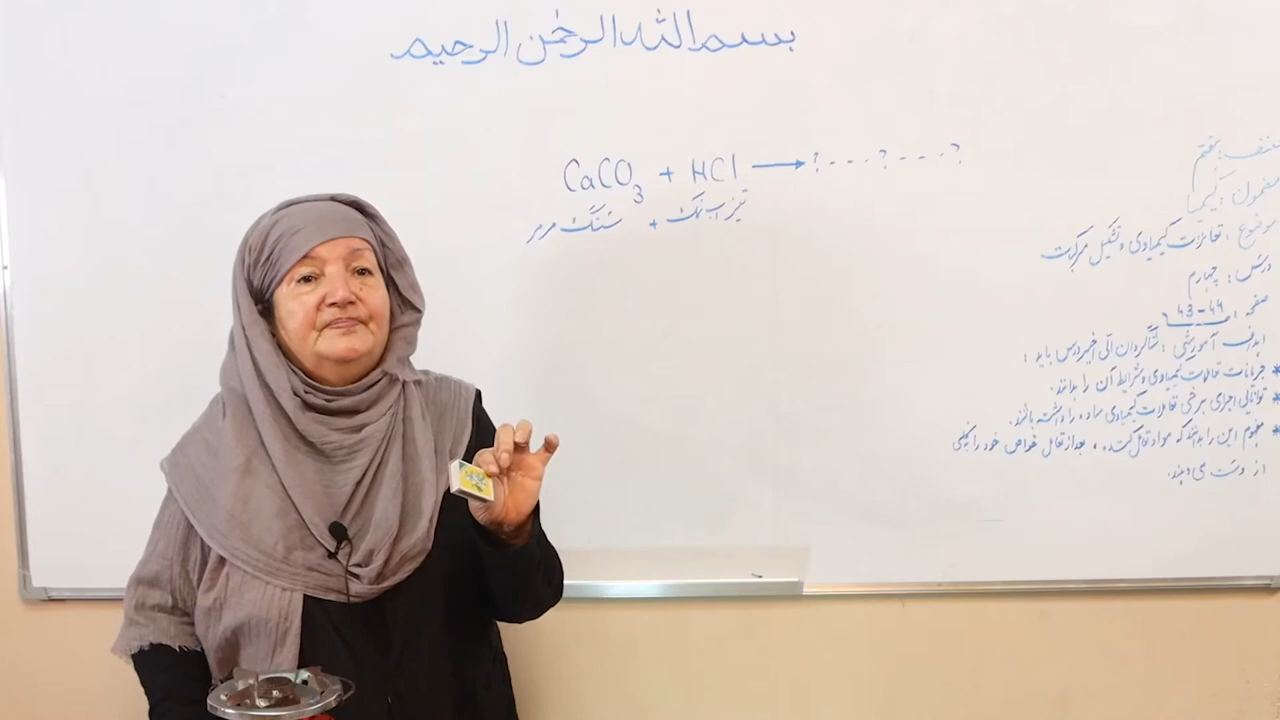 بسم الله الرحمن الرحیم
CaCO3 + HCl → ?---?---?
سنگ مرمر + تیزاب نمک
صنف: هفتم
مضمون: کیمیا
موضوع: تعاملات کیمیاوی و تشکیل مرکبات
درس: چهارم
صفحه: 43-44
اهداف آموزشی: شاگردان الی اخیر درس باید:
* جریانات تعاملات کیمیاوی و شرایط آن را بدانند.
* توانایی اجرای برخی تعاملات کیمیاوی ساده را داشته باشند.
* مفهوم این را بدانند که مواد تعامل کننده، بعد از تعامل خواص خود را
از دست می دهند.